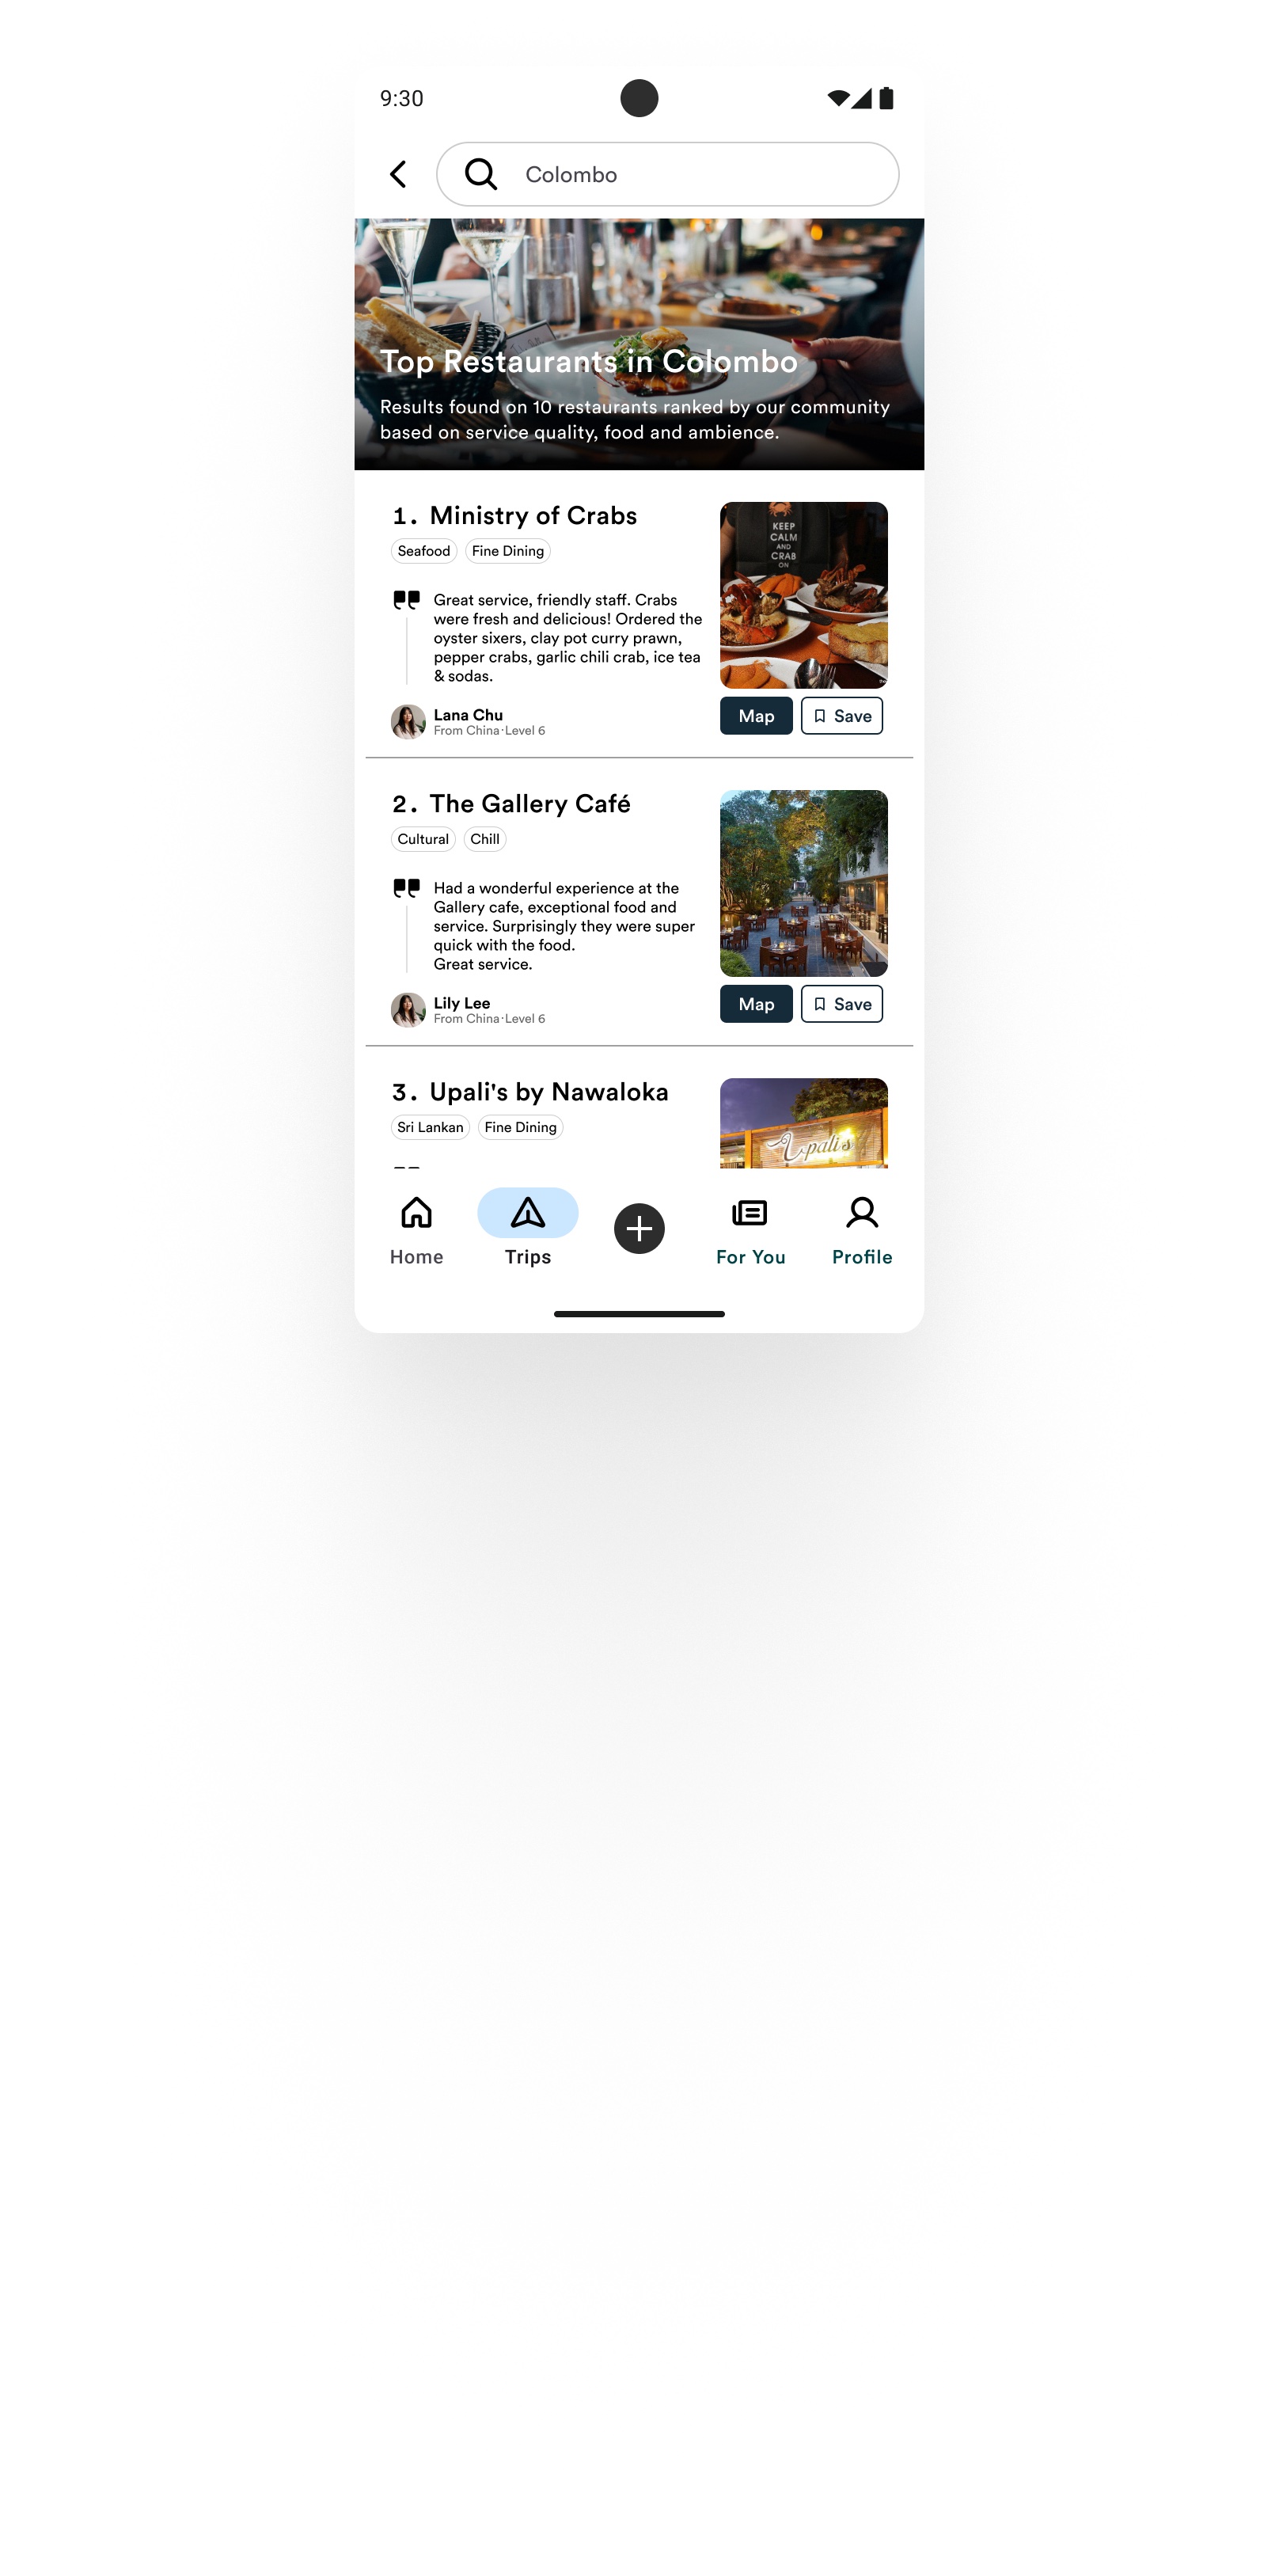 9:30
Colombo
Top Restaurants in Colombo
Results found on 10 restaurants ranked by our community
based on service quality, food and ambience.
1. Ministry of Crabs
Seafood Fine Dining
KEEP
CALM
AND
CRAB
ON
Great service, friendly staff. Crabs
were fresh and delicious! Ordered the
oyster sixers, clay pot curry prawn,
pepper crabs, garlic chili crab, ice tea
& sodas.
Lana Chu
From China·Level 6
Map Save
2. The Gallery Café
Cultural Chill
Had a wonderful experience at the
Gallery cafe, exceptional food and
service. Surprisingly they were super
quick with the food.
Great service.
Lily Lee
From China·Level 6
Map Save
3. Upali's by Nawaloka
Sri Lankan Fine Dining
Upali's
Home Trips For You Profile